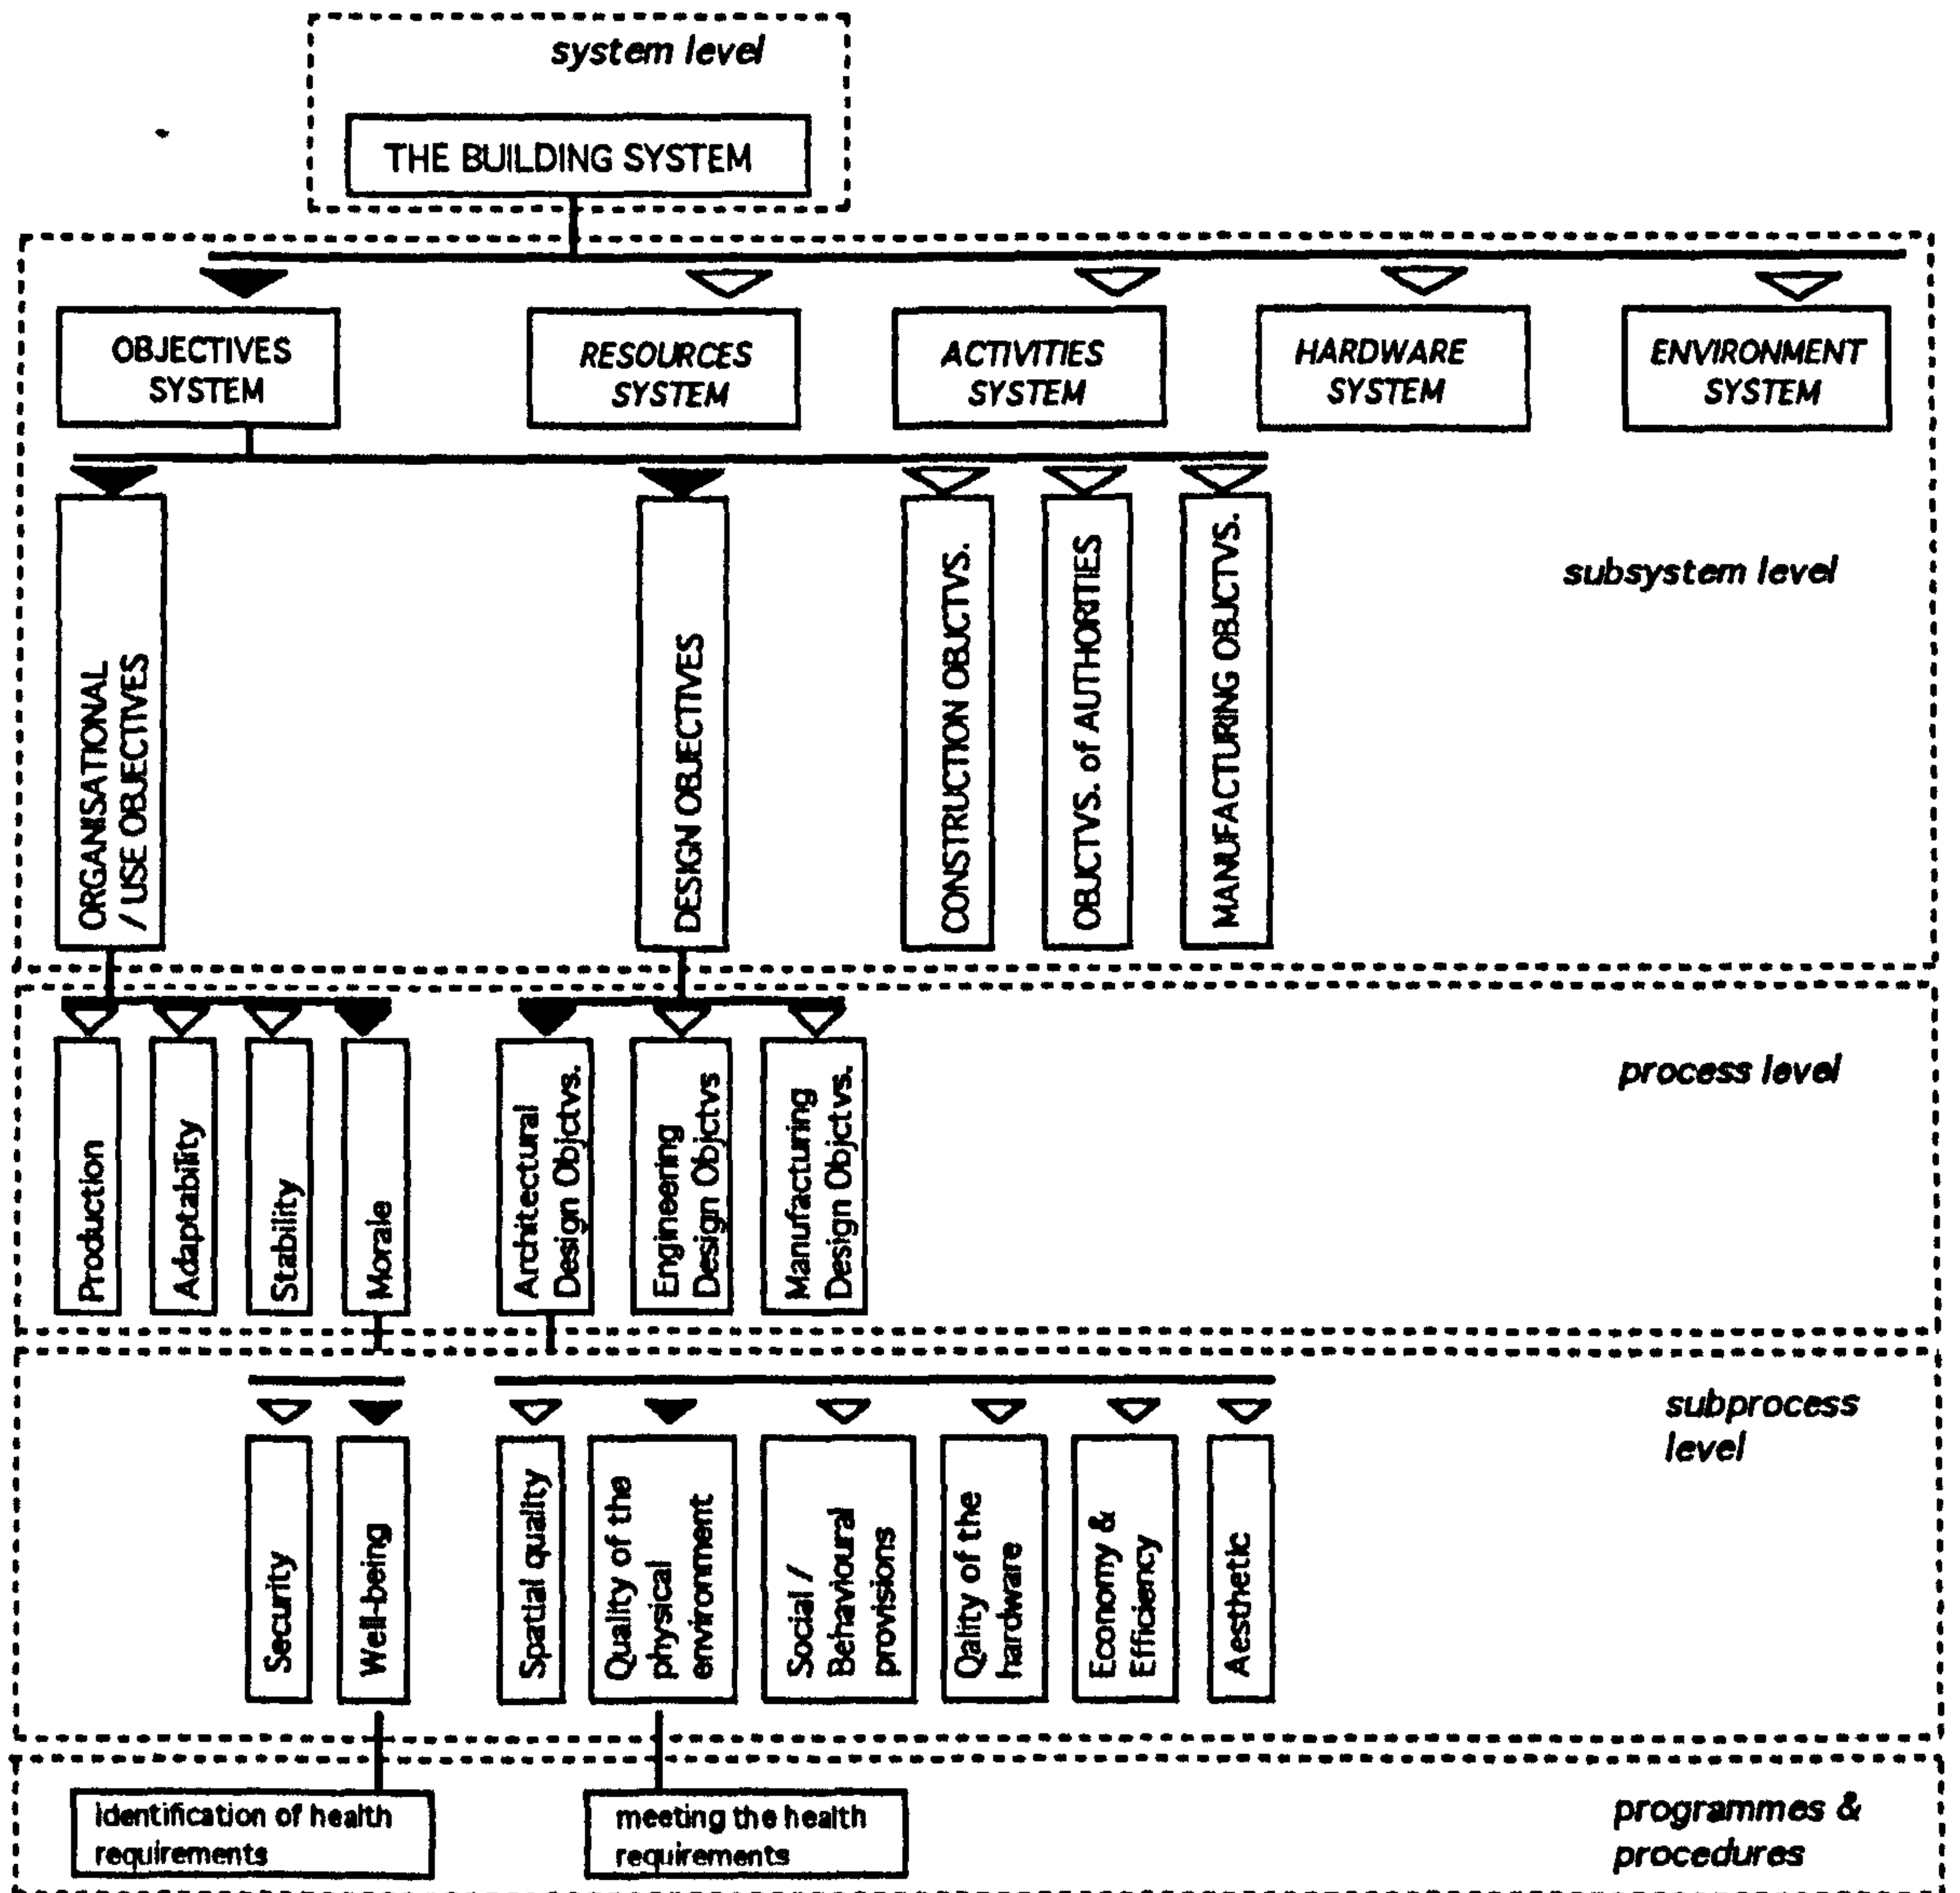 system level
THE BUILDING SYSTEM
OBJECTIVES
SYSTEM
RESOURCES
SYSTEM
ACTIVITIES
SYSTEM
HARDWARE
SYSTEM
ENVIRONMENT
SYSTEM
subsystem level
ORGANISATIONAL
/ USE OBJECTIVES
DESIGN OBJECTIVES
CONSTRUCTION OBJCTVS.
OBJCTVS. of AUTHORITIES
MANUFACTURING OBJCTVS.
process level
Production
Adaptability
Stability
Morale
Architectural
Design Objctvs.
Engineering
Design Objctvs
Manufacturing
Design Objctvs.
subprocess
level
Security
Well-being
Spatial quality
Quality of the
physical
environment
Social /
Behavioural
provisions
Qality of the
hardware
Economy &
Efficiency
Aesthetic
identification of health
requirements
meeting the health
requirements
programmes &
procedures